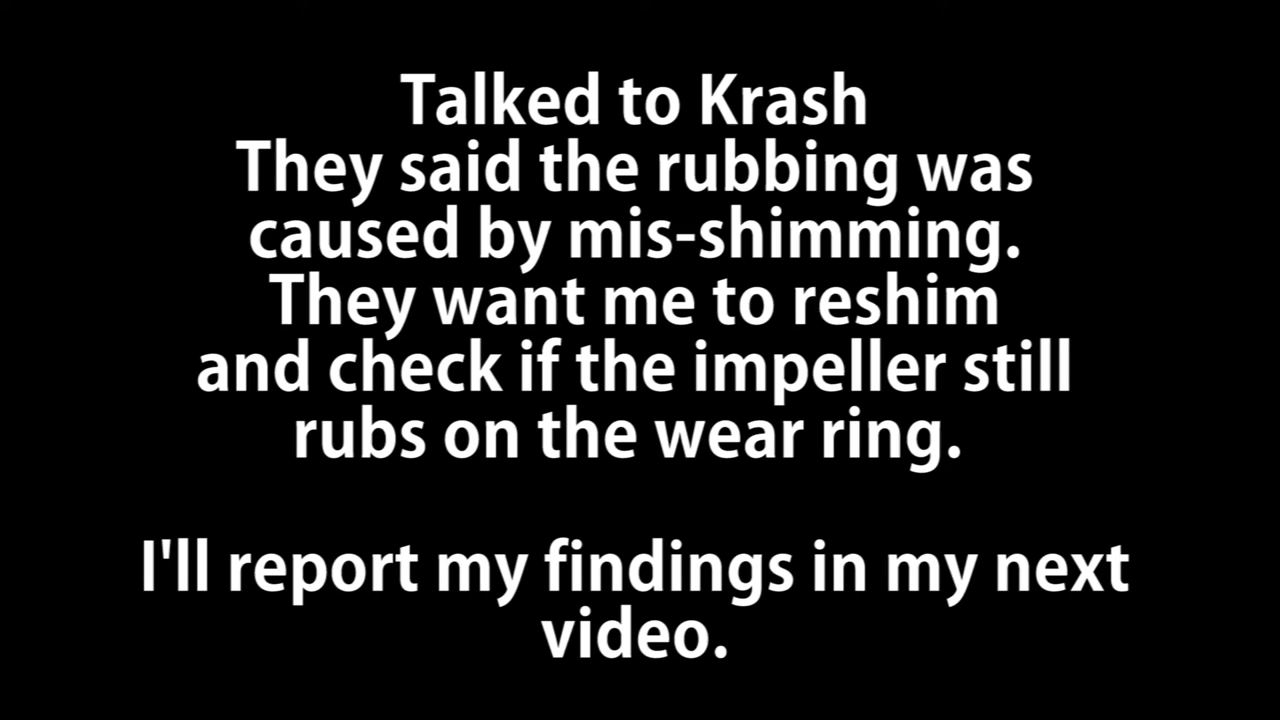 Talked to Krash
They said the rubbing was
caused by mis-shimming.
They want me to reshim
and check if the impeller still
rubs on the wear ring.
I'll report my findings in my next
video.